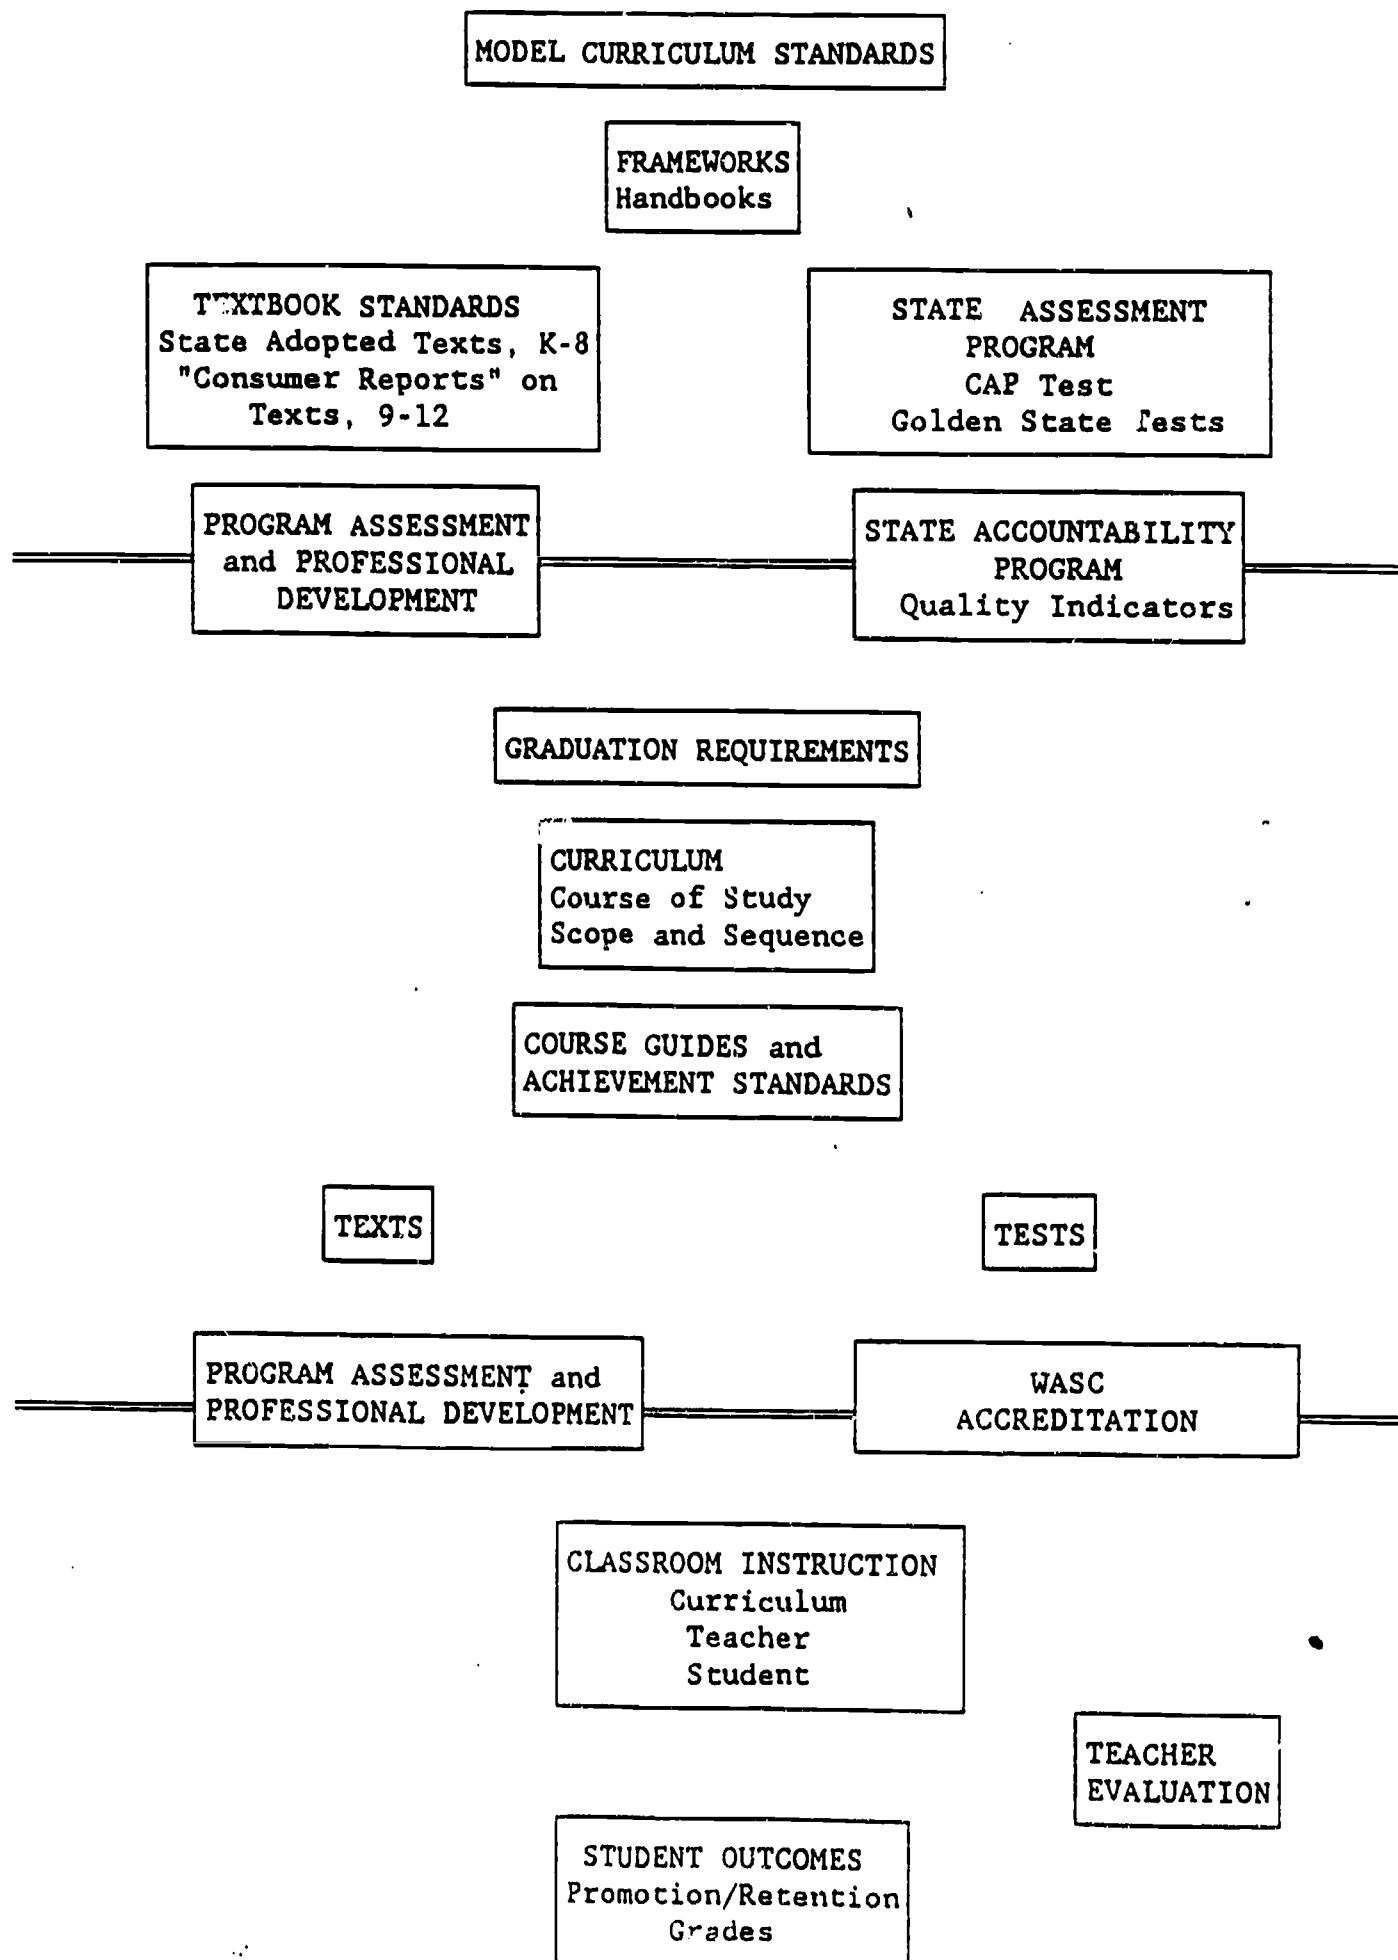 MODEL CURRICULUM STANDARDS
FRAMEWORKS
Handbooks
TEXTBOOK STANDARDS
State Adopted Texts, K-8
"Consumer Reports" on
Texts, 9-12
STATE ASSESSMENT
PROGRAM
CAP Test
Golden State Tests
PROGRAM ASSESSMENT
and PROFESSIONAL
DEVELOPMENT
STATE ACCOUNTABILITY
PROGRAM
Quality Indicators
GRADUATION REQUIREMENTS
CURRICULUM
Course of Study
Scope and Sequence
COURSE GUIDES and
ACHIEVEMENT STANDARDS
TEXTS
TESTS
PROGRAM ASSESSMENT and
PROFESSIONAL DEVELOPMENT
WASC
ACCREDITATION
CLASSROOM INSTRUCTION
Curriculum
Teacher
Student
TEACHER
EVALUATION
STUDENT OUTCOMES
Promotion/Retention
Grades